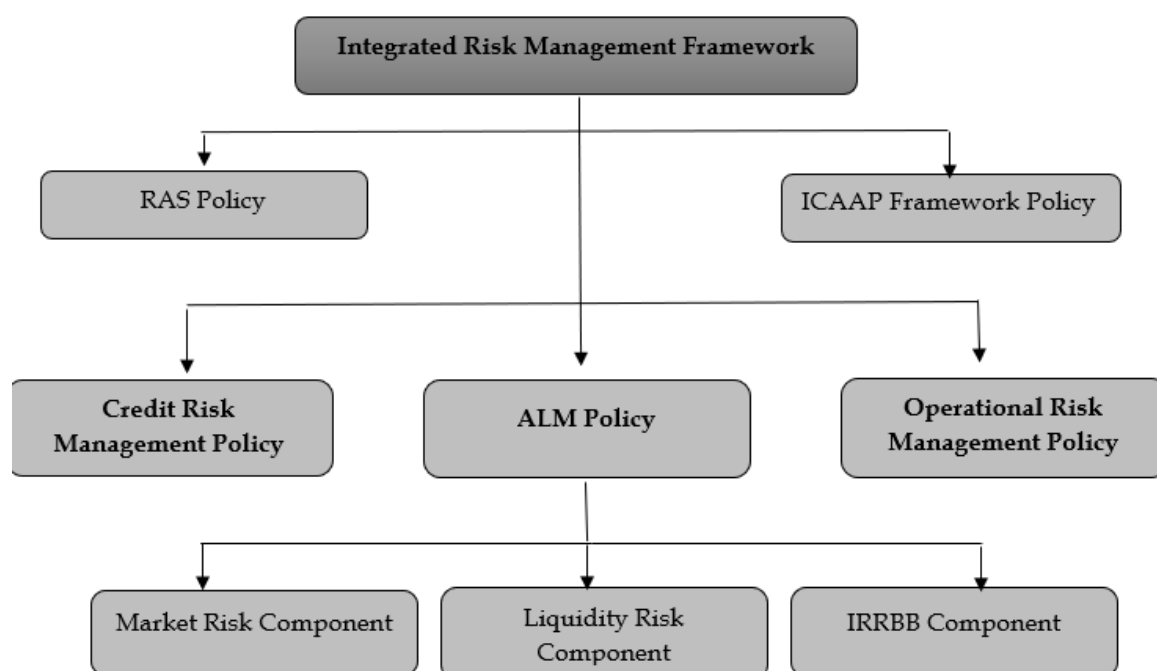 Integrated Risk Management Framework
RAS Policy
ICAAP Framework Policy
Credit Risk
Management Policy
ALM Policy
Operational Risk
Management Policy
Market Risk Component
Liquidity Risk
Component
IRRBB Component